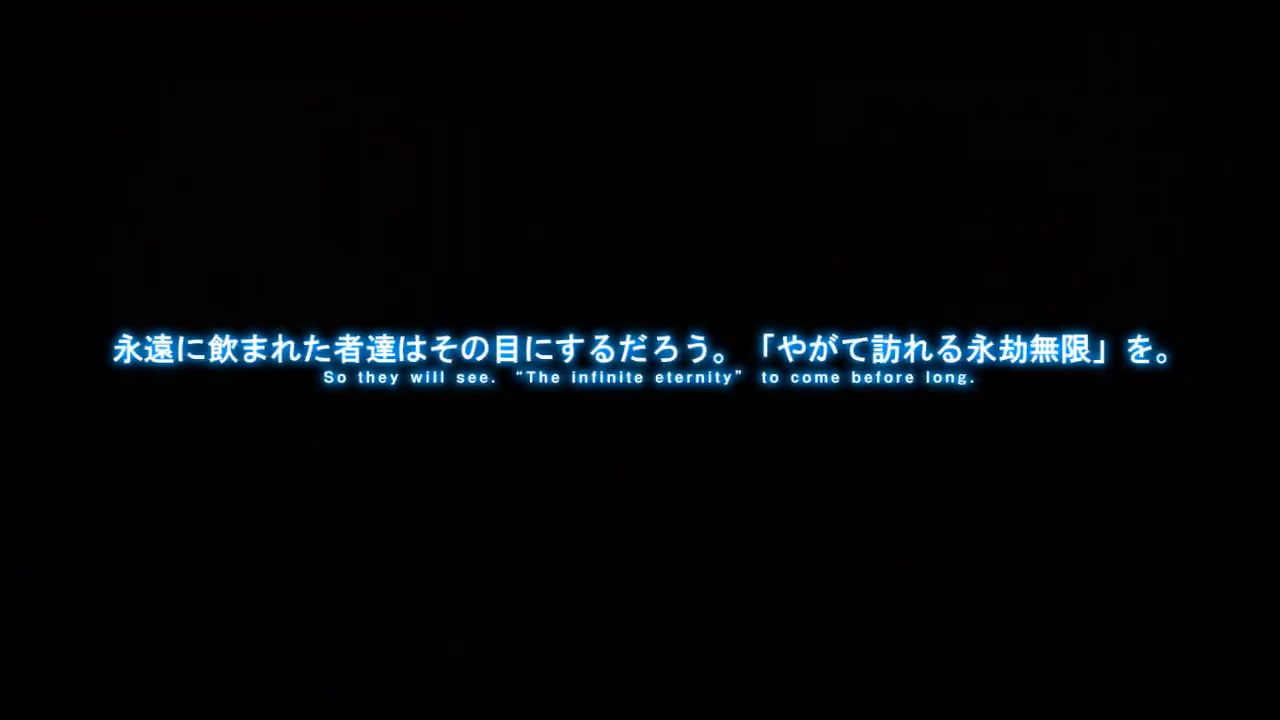 永遠に飲まれた者達はその目にするだろう。「やがて訪れる永劫無限」を。
So they will see. “The infinite eternity” to come before long.